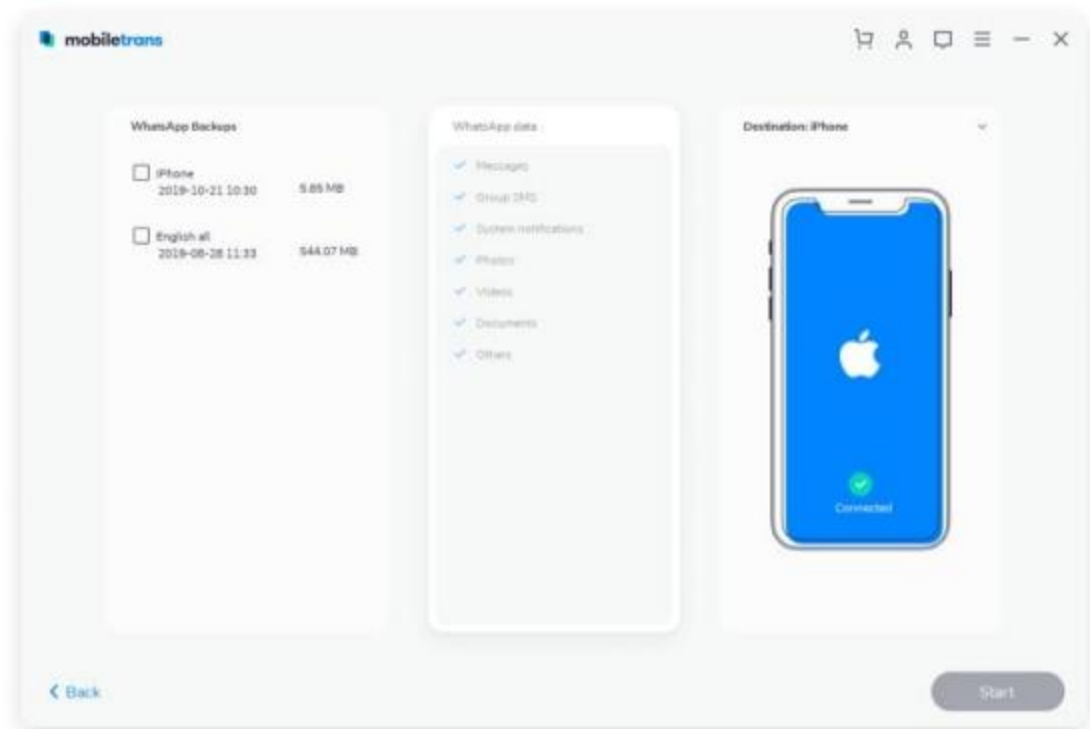 mobiletrans
WhatsApp Backups
iPhone
2019-10-21 10:30 5.85 MB
English all
2019-08-28 11:33 544.07 MB
WhatsApp data
Messages
Group SMS
System notifications
Photos
Videos
Documents
Others
Destination: iPhone
Connected
Back
Start